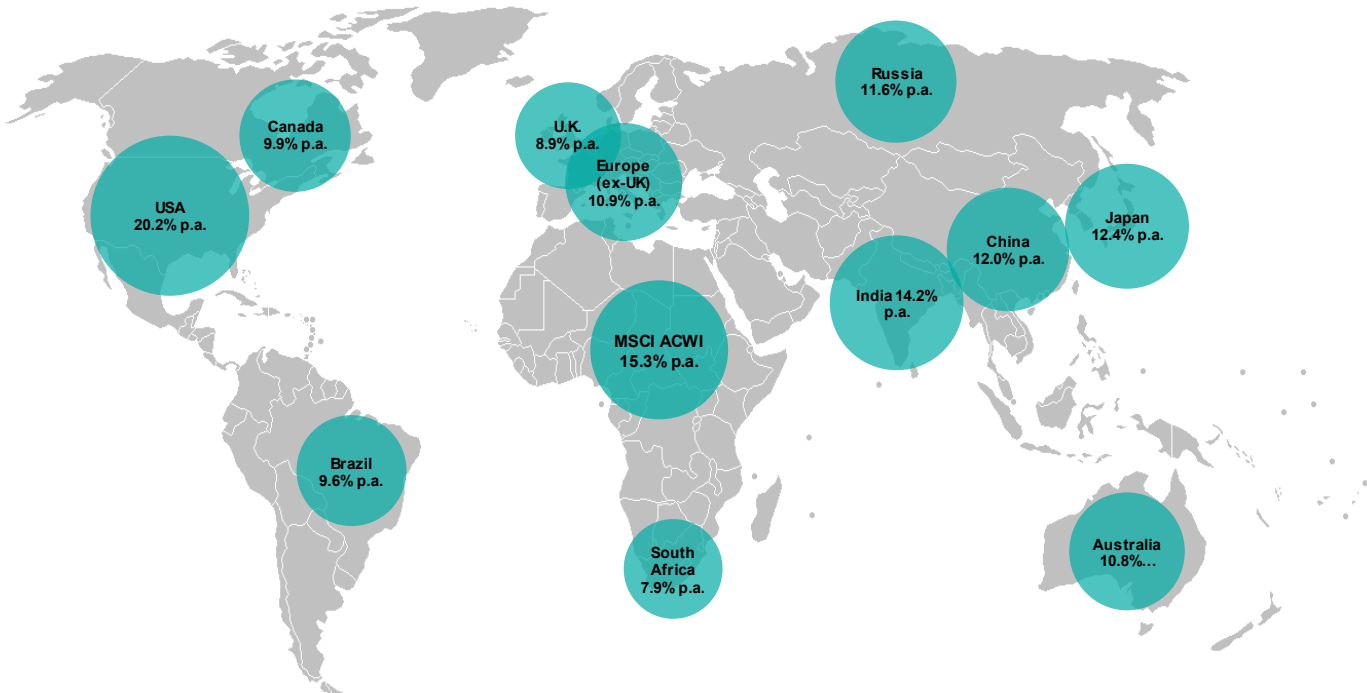 Russia
11.6% p.a.
Canada
9.9% p.a.
U.K.
8.9% p.a.
Europe
(ex-UK)
10.9% p.a.
USA
20.2% p.a.
Japan
12.4% p.a.
China
12.0% p.a.
India 14.2%
p.a.
MSCI ACWI
15.3% p.a.
Brazil
9.6% p.a.
South
Africa
7.9% p.a.
Australia
10.8%...